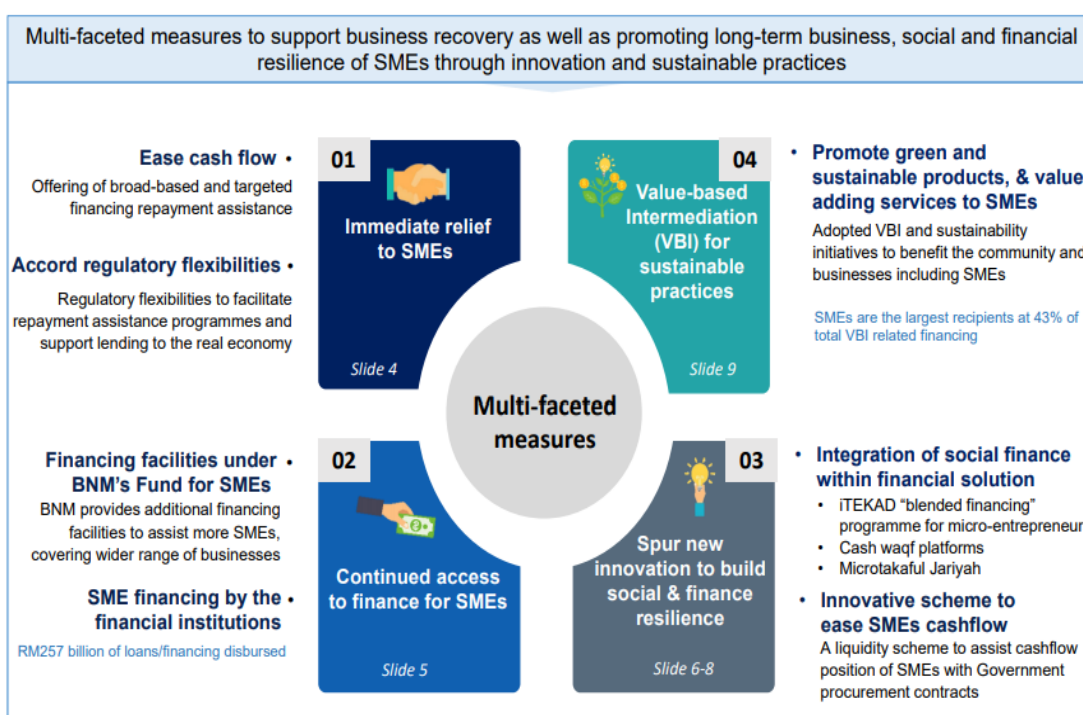 Multi-faceted measures to support business recovery as well as promoting long-term business, social and financial
resilience of SMEs through innovation and sustainable practices
Ease cash flow •
Offering of broad-based and targeted
financing repayment assistance
Accord regulatory flexibilities •
Regulatory flexibilities to facilitate
repayment assistance programmes and
support lending to the real economy
01
Immediate relief
to SMEs
Slide 4
04
Value-based
Intermediation
(VBI) for
sustainable
practices
Slide 9
• Promote green and
sustainable products, & value
adding services to SMEs
Adopted VBI and sustainability
initiatives to benefit the community and
businesses including SMEs
SMEs are the largest recipients at 43% of
total VBI related financing
Multi-faceted
measures
Financing facilities under •
BNM's Fund for SMEs
BNM provides additional financing
facilities to assist more SMEs,
covering wider range of businesses
SME financing by the •
financial institutions
RM257 billion of loans/financing disbursed
02
Continued access
to finance for SMEs
Slide 5
03
Spur new
innovation to build
social & finance
resilience
Slide 6-8
• Integration of social finance
within financial solution
• iTEKAD “blended financing”
programme for micro-entrepreneur
• Cash waqf platforms
• Microtakaful Jariyah
• Innovative scheme to
ease SMEs cashflow
A liquidity scheme to assist cashflow
position of SMEs with Government
procurement contracts